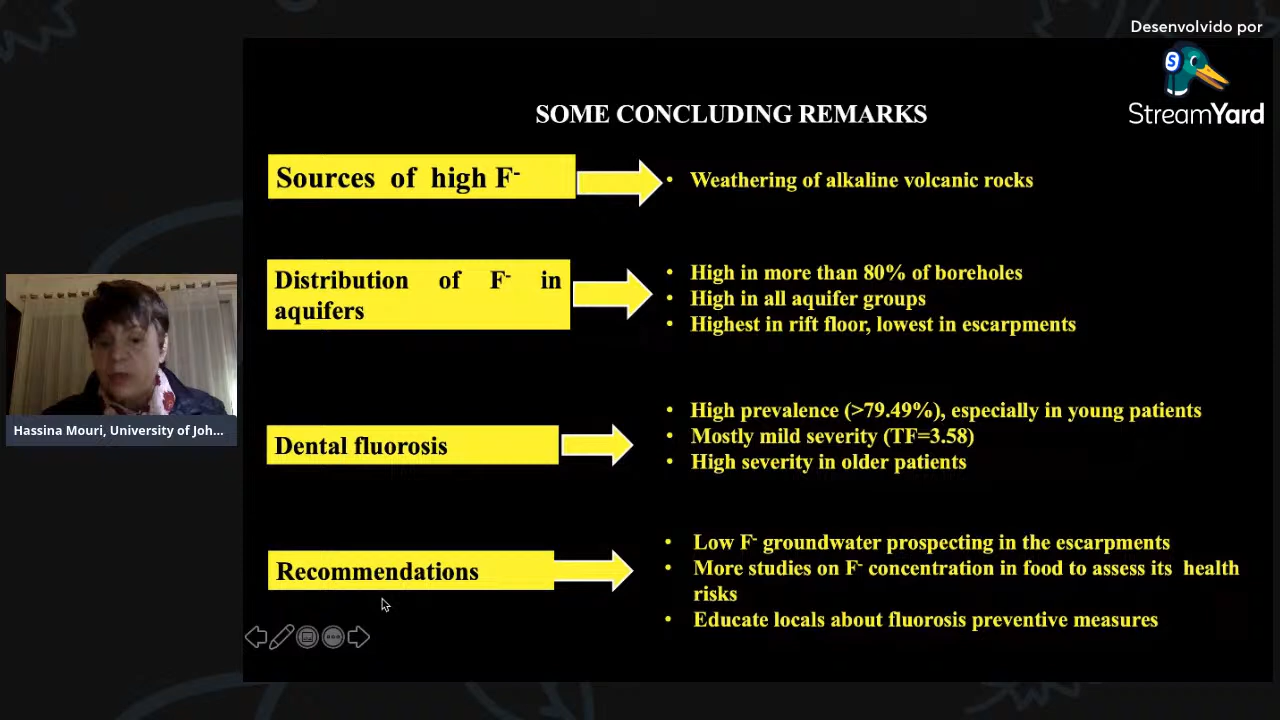 Desenvolvido por
StreamYard
SOME CONCLUDING REMARKS
Sources of high F-
• Weathering of alkaline volcanic rocks
Distribution of F- in
aquifers
• High in more than 80% of boreholes
• High in all aquifer groups
• Highest in rift floor, lowest in escarpments
Dental fluorosis
• High prevalence (>79.49%), especially in young patients
• Mostly mild severity (TF=3.58)
• High severity in older patients
Recommendations
• Low F- groundwater prospecting in the escarpments
• More studies on F- concentration in food to assess its health
risks
• Educate locals about fluorosis preventive measures
Hassina Mouri, University of Joh...